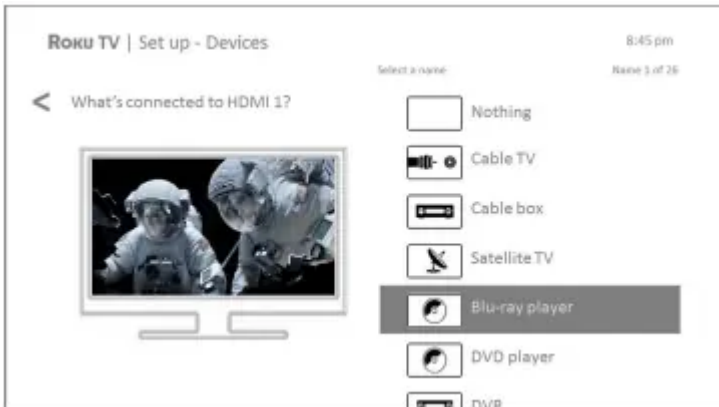 Roku TV | Set up - Devices
8:45 pm
Select a name
Name 1 of 26
< What's connected to HDMI 1?
Nothing
Cable TV
Cable box
Satellite TV
Blu-ray player
DVD player
DVR